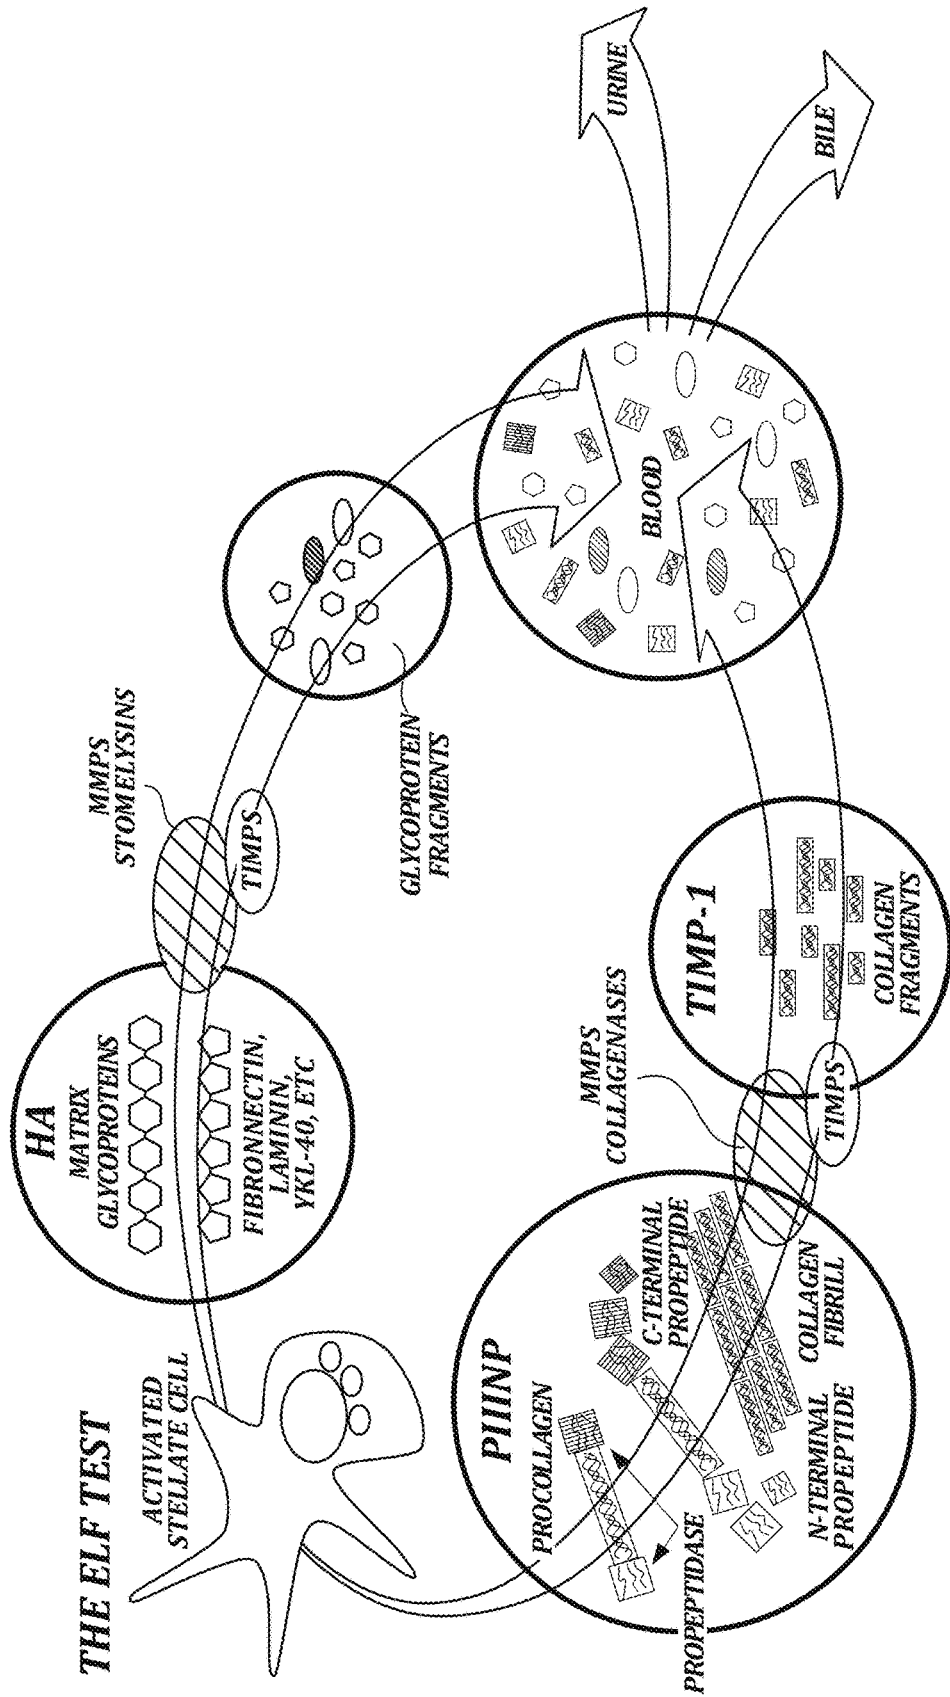 THE ELF TEST
ACTIVATED
STELLATE CELL
HA
MATRIX
GLYCOPROTEINS
FIBRONNECTIN,
LAMININ,
YKL-40, ETC
MMPS
STOMELYSINS
TIMPS
GLYCOPROTEIN
FRAGMENTS
PIIINP
PROCOLLAGEN
C-TERMINAL
PROPEPTIDE
PROPEPTIDASE
N-TERMINAL
PROPEPTIDE
COLLAGEN
FIBRILL
MMPS
COLLAGENASES
TIMPS
TIMP-1
COLLAGEN
FRAGMENTS
BLOOD
URINE
BILE